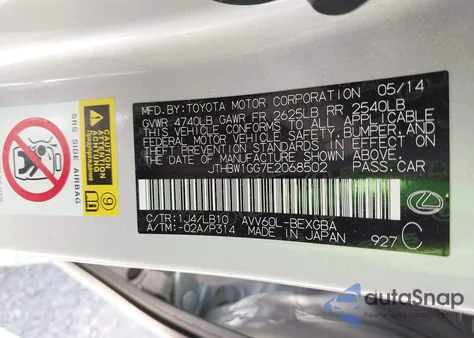 MFD.BY: TOYOTA MOTOR CORPORATION 05/14
GVWR 4740LB GAWR FR 2625LB RR 2540LB
THIS VEHICLE CONFORMS TO ALL APPLICABLE
FEDERAL MOTOR VEHICLE SAFETY, BUMPER, AND
THEFT PREVENTION STANDARDS IN EFFECT ON
THE DATE OF MANUFACTURE SHOWN ABOVE.
JTHBW1GG7E2068502 PASS.CAR
C/TR:1J4/LB10 AVV60L-BEXGBA
A/TM:-02A/P314 MADE IN JAPAN 927 C
SRS SIDE AIRBAG
ACHTUNG
9
autoSnap